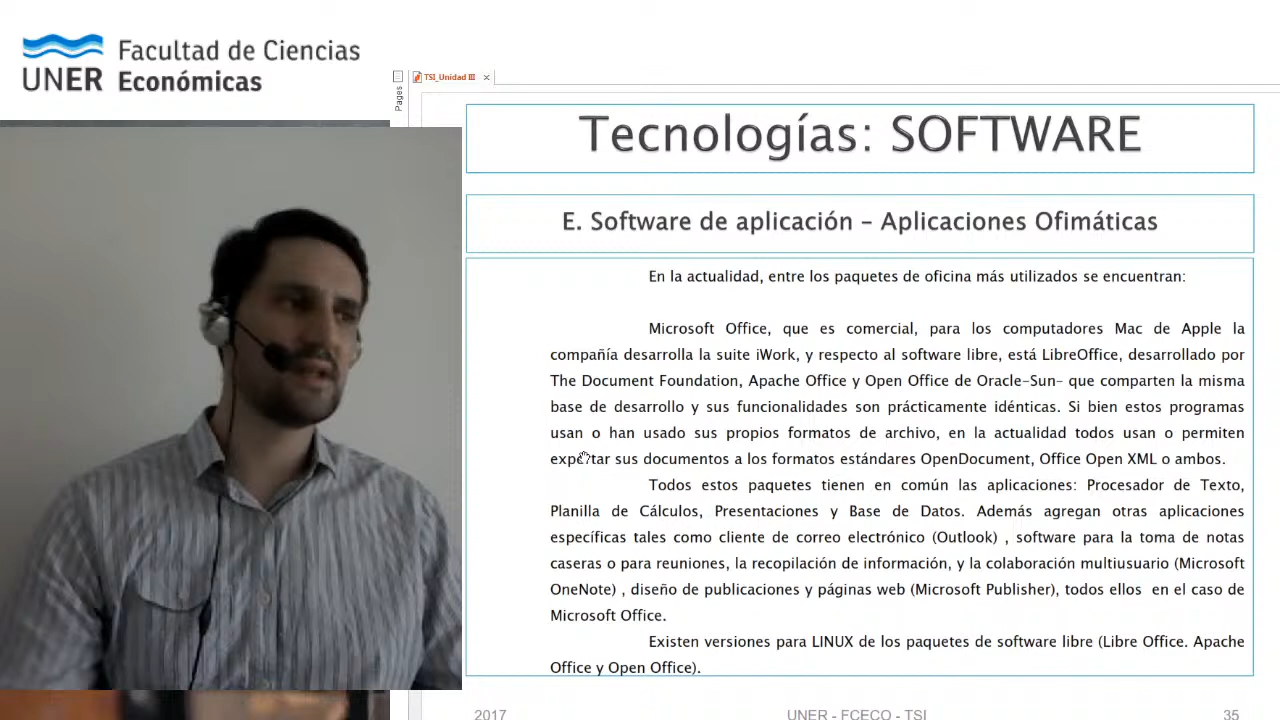 Facultad de Ciencias
UNER Económicas
TSI_Unidad III
Pages
Tecnologías: SOFTWARE
E. Software de aplicación – Aplicaciones Ofimáticas
En la actualidad, entre los paquetes de oficina más utilizados se encuentran:
Microsoft Office, que es comercial, para los computadores Mac de Apple la
compañía desarrolla la suite iWork, y respecto al software libre, está LibreOffice, desarrollado por
The Document Foundation, Apache Office y Open Office de Oracle-Sun- que comparten la misma
base de desarrollo y sus funcionalidades son prácticamente idénticas. Si bien estos programas
usan o han usado sus propios formatos de archivo, en la actualidad todos usan o permiten
exportar sus documentos a los formatos estándares OpenDocument, Office Open XML o ambos.
Todos estos paquetes tienen en común las aplicaciones: Procesador de Texto,
Planilla de Cálculos, Presentaciones y Base de Datos. Además agregan otras aplicaciones
específicas tales como cliente de correo electrónico (Outlook) , software para la toma de notas
caseras o para reuniones, la recopilación de información, y la colaboración multiusuario (Microsoft
OneNote) , diseño de publicaciones y páginas web (Microsoft Publisher), todos ellos en el caso de
Microsoft Office.
Existen versiones para LINUX de los paquetes de software libre (Libre Office. Apache
Office y Open Office).
2017 UNER - FCECO - TSI 35